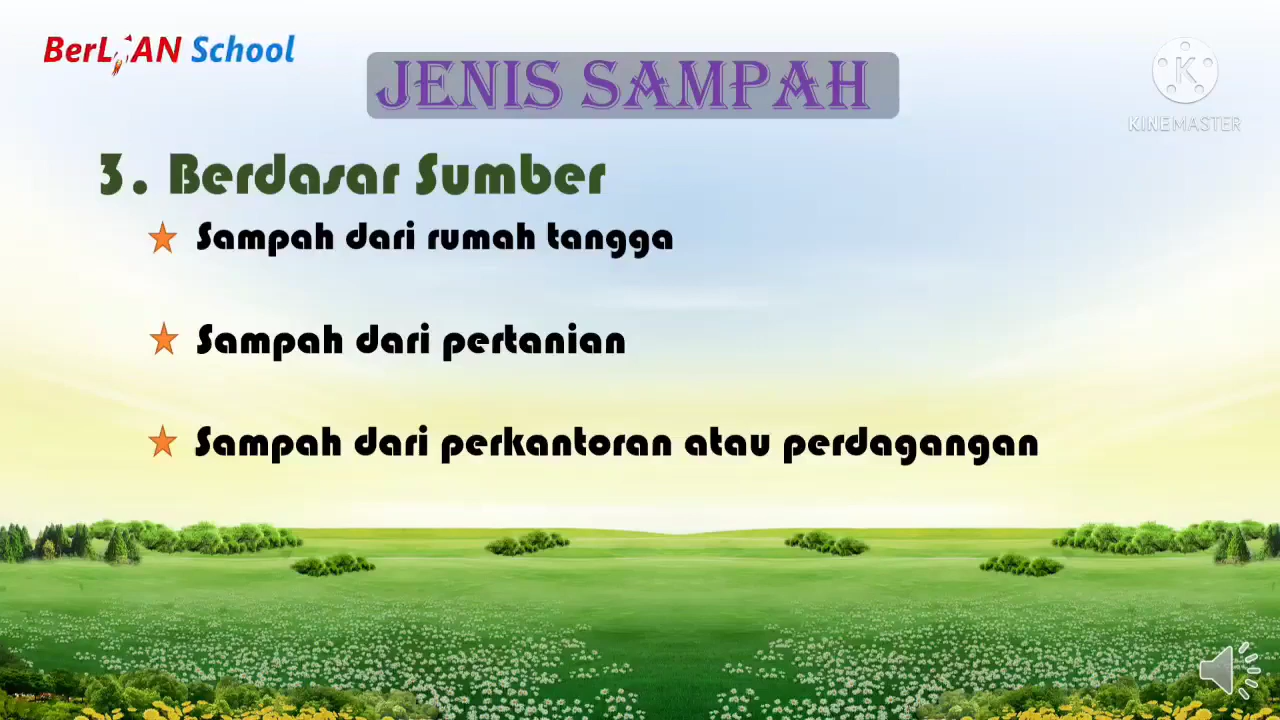 BerLIAN School
JENIS SAMPAH
KINEMASTER
3. Berdasar Sumber
Sampah dari rumah tangga
Sampah dari pertanian
Sampah dari perkantoran atau perdagangan